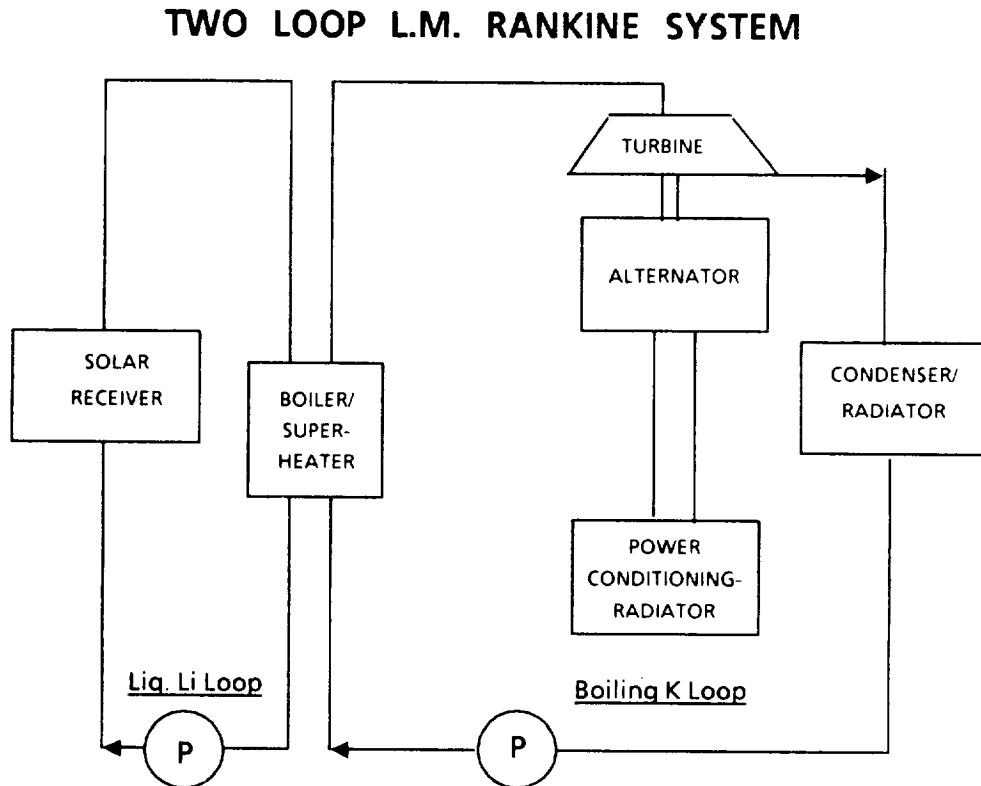 TWO LOOP L.M. RANKINE SYSTEM
TURBINE
ALTERNATOR
SOLAR
RECEIVER
BOILER/
SUPER-
HEATER
CONDENSER/
RADIATOR
POWER
CONDITIONING-
RADIATOR
Liq. Li Loop
Boiling K Loop
P
P